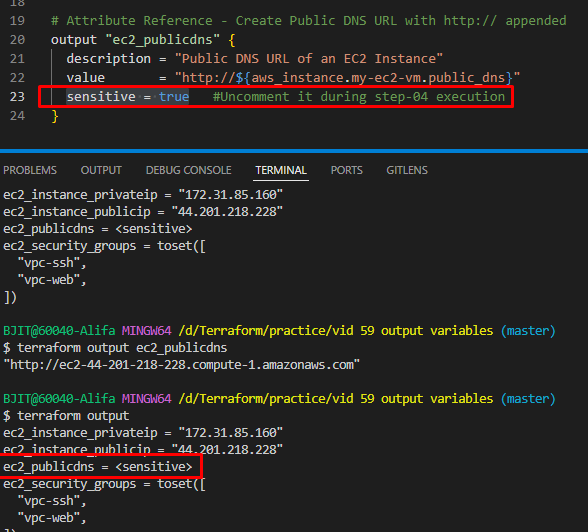 18
19 # Attribute Reference - Create Public DNS URL with http:// appended
20 output "ec2_publicdns" {
21 description = "Public DNS URL of an EC2 Instance"
22 value = "http://${aws_instance.my-ec2-vm.public_dns}"
23 sensitive = true #Uncomment it during step-04 execution
24 }
PROBLEMS OUTPUT DEBUG CONSOLE TERMINAL PORTS GITLENS
ec2_instance_privateip = "172.31.85.160"
ec2_instance_publicip = "44.201.218.228"
ec2_publicdns = <sensitive>
ec2_security_groups = toset([
"vpc-ssh",
"vpc-web",
])
BJIT@60040-Alifa MINGW64 /d/Terraform/practice/vid 59 output variables (master)
$ terraform output ec2_publicdns
"http://ec2-44-201-218-228.compute-1.amazonaws.com"
BJIT@60040-Alifa MINGW64 /d/Terraform/practice/vid 59 output variables (master)
$ terraform output
ec2_instance_privateip = "172.31.85.160"
ec2_instance_publicip = "44.201.218.228"
ec2_publicdns = <sensitive>
ec2_security_groups = toset([
"vpc-ssh",
"vpc-web",
])